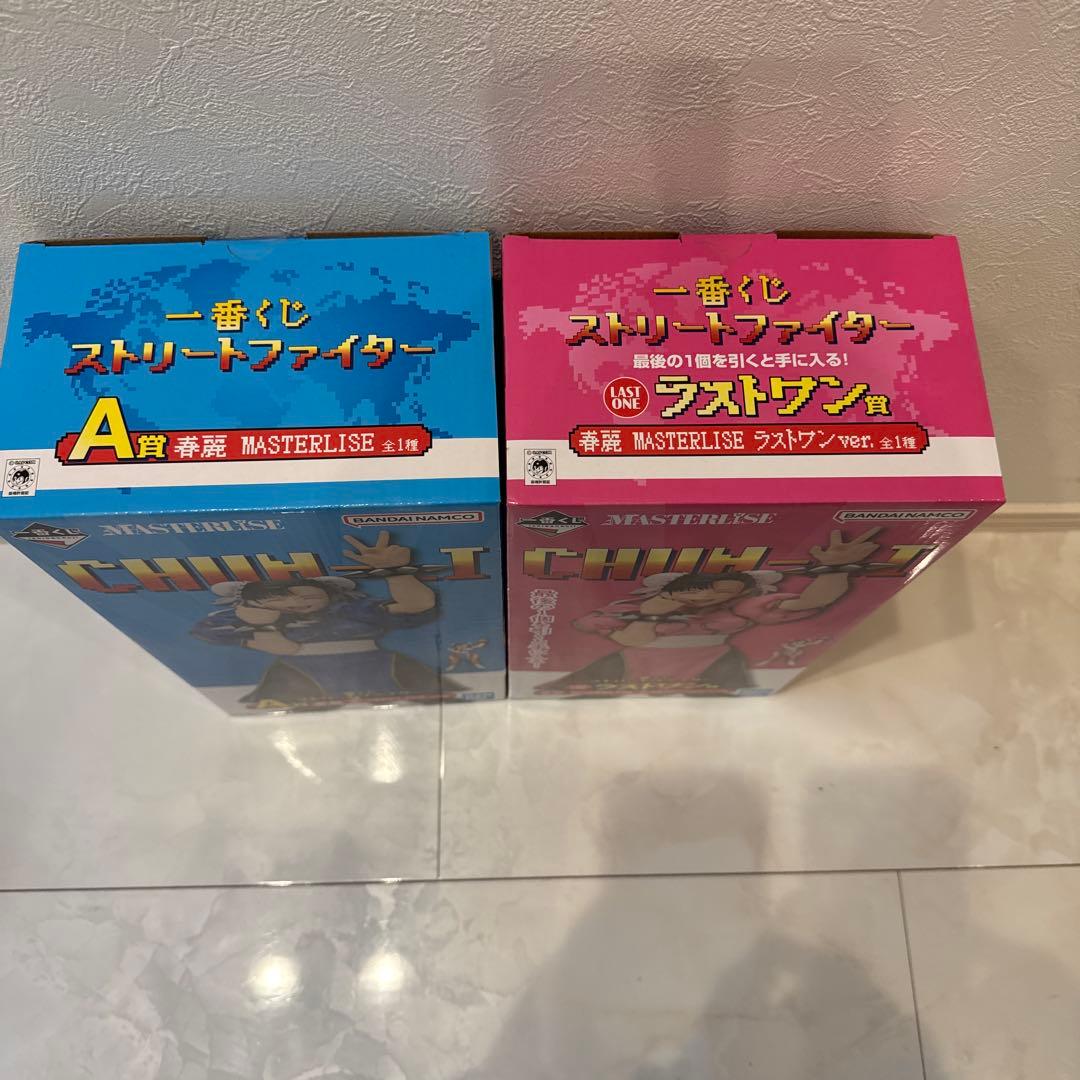 一番くじ
ストリートファイター
A賞 春麗 MASTERLISE 全1種
MASTERLISE
BANDAI NAMCO
CHUN-LI
一番くじ
ストリートファイター
最後の1個を引くと手に入る!
LAST ONE ラストワン賞
春麗 MASTERLISE ラストワンver. 全1種
一番くじ
MASTERLISE
BANDAI NAMCO
CHUN-LI